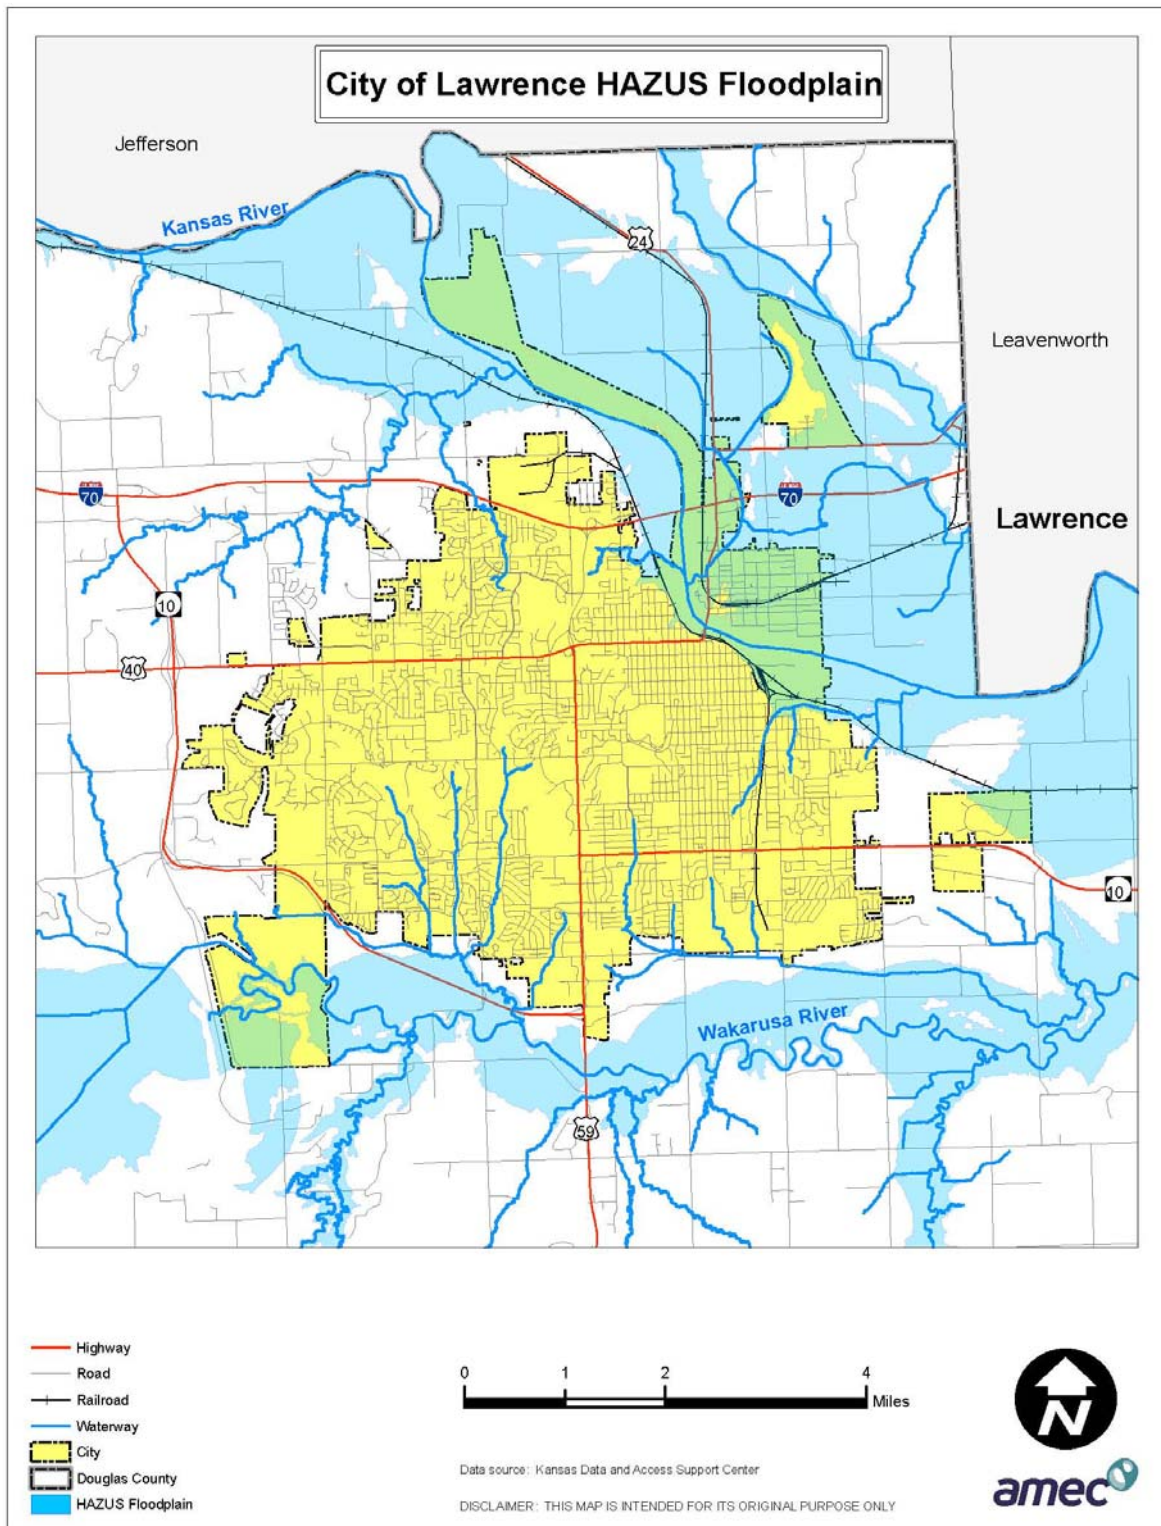 City of Lawrence HAZUS Floodplain
Jefferson
Kansas River
24
Leavenworth
70
70
Lawrence
10
40
10
Wakarusa River
59
Highway
Road
Railroad
Waterway
City
Douglas County
HAZUS Floodplain
0 1 2 4
Miles
N
Data source: Kansas Data and Access Support Center
DISCLAIMER: THIS MAP IS INTENDED FOR ITS ORIGINAL PURPOSE ONLY
amec